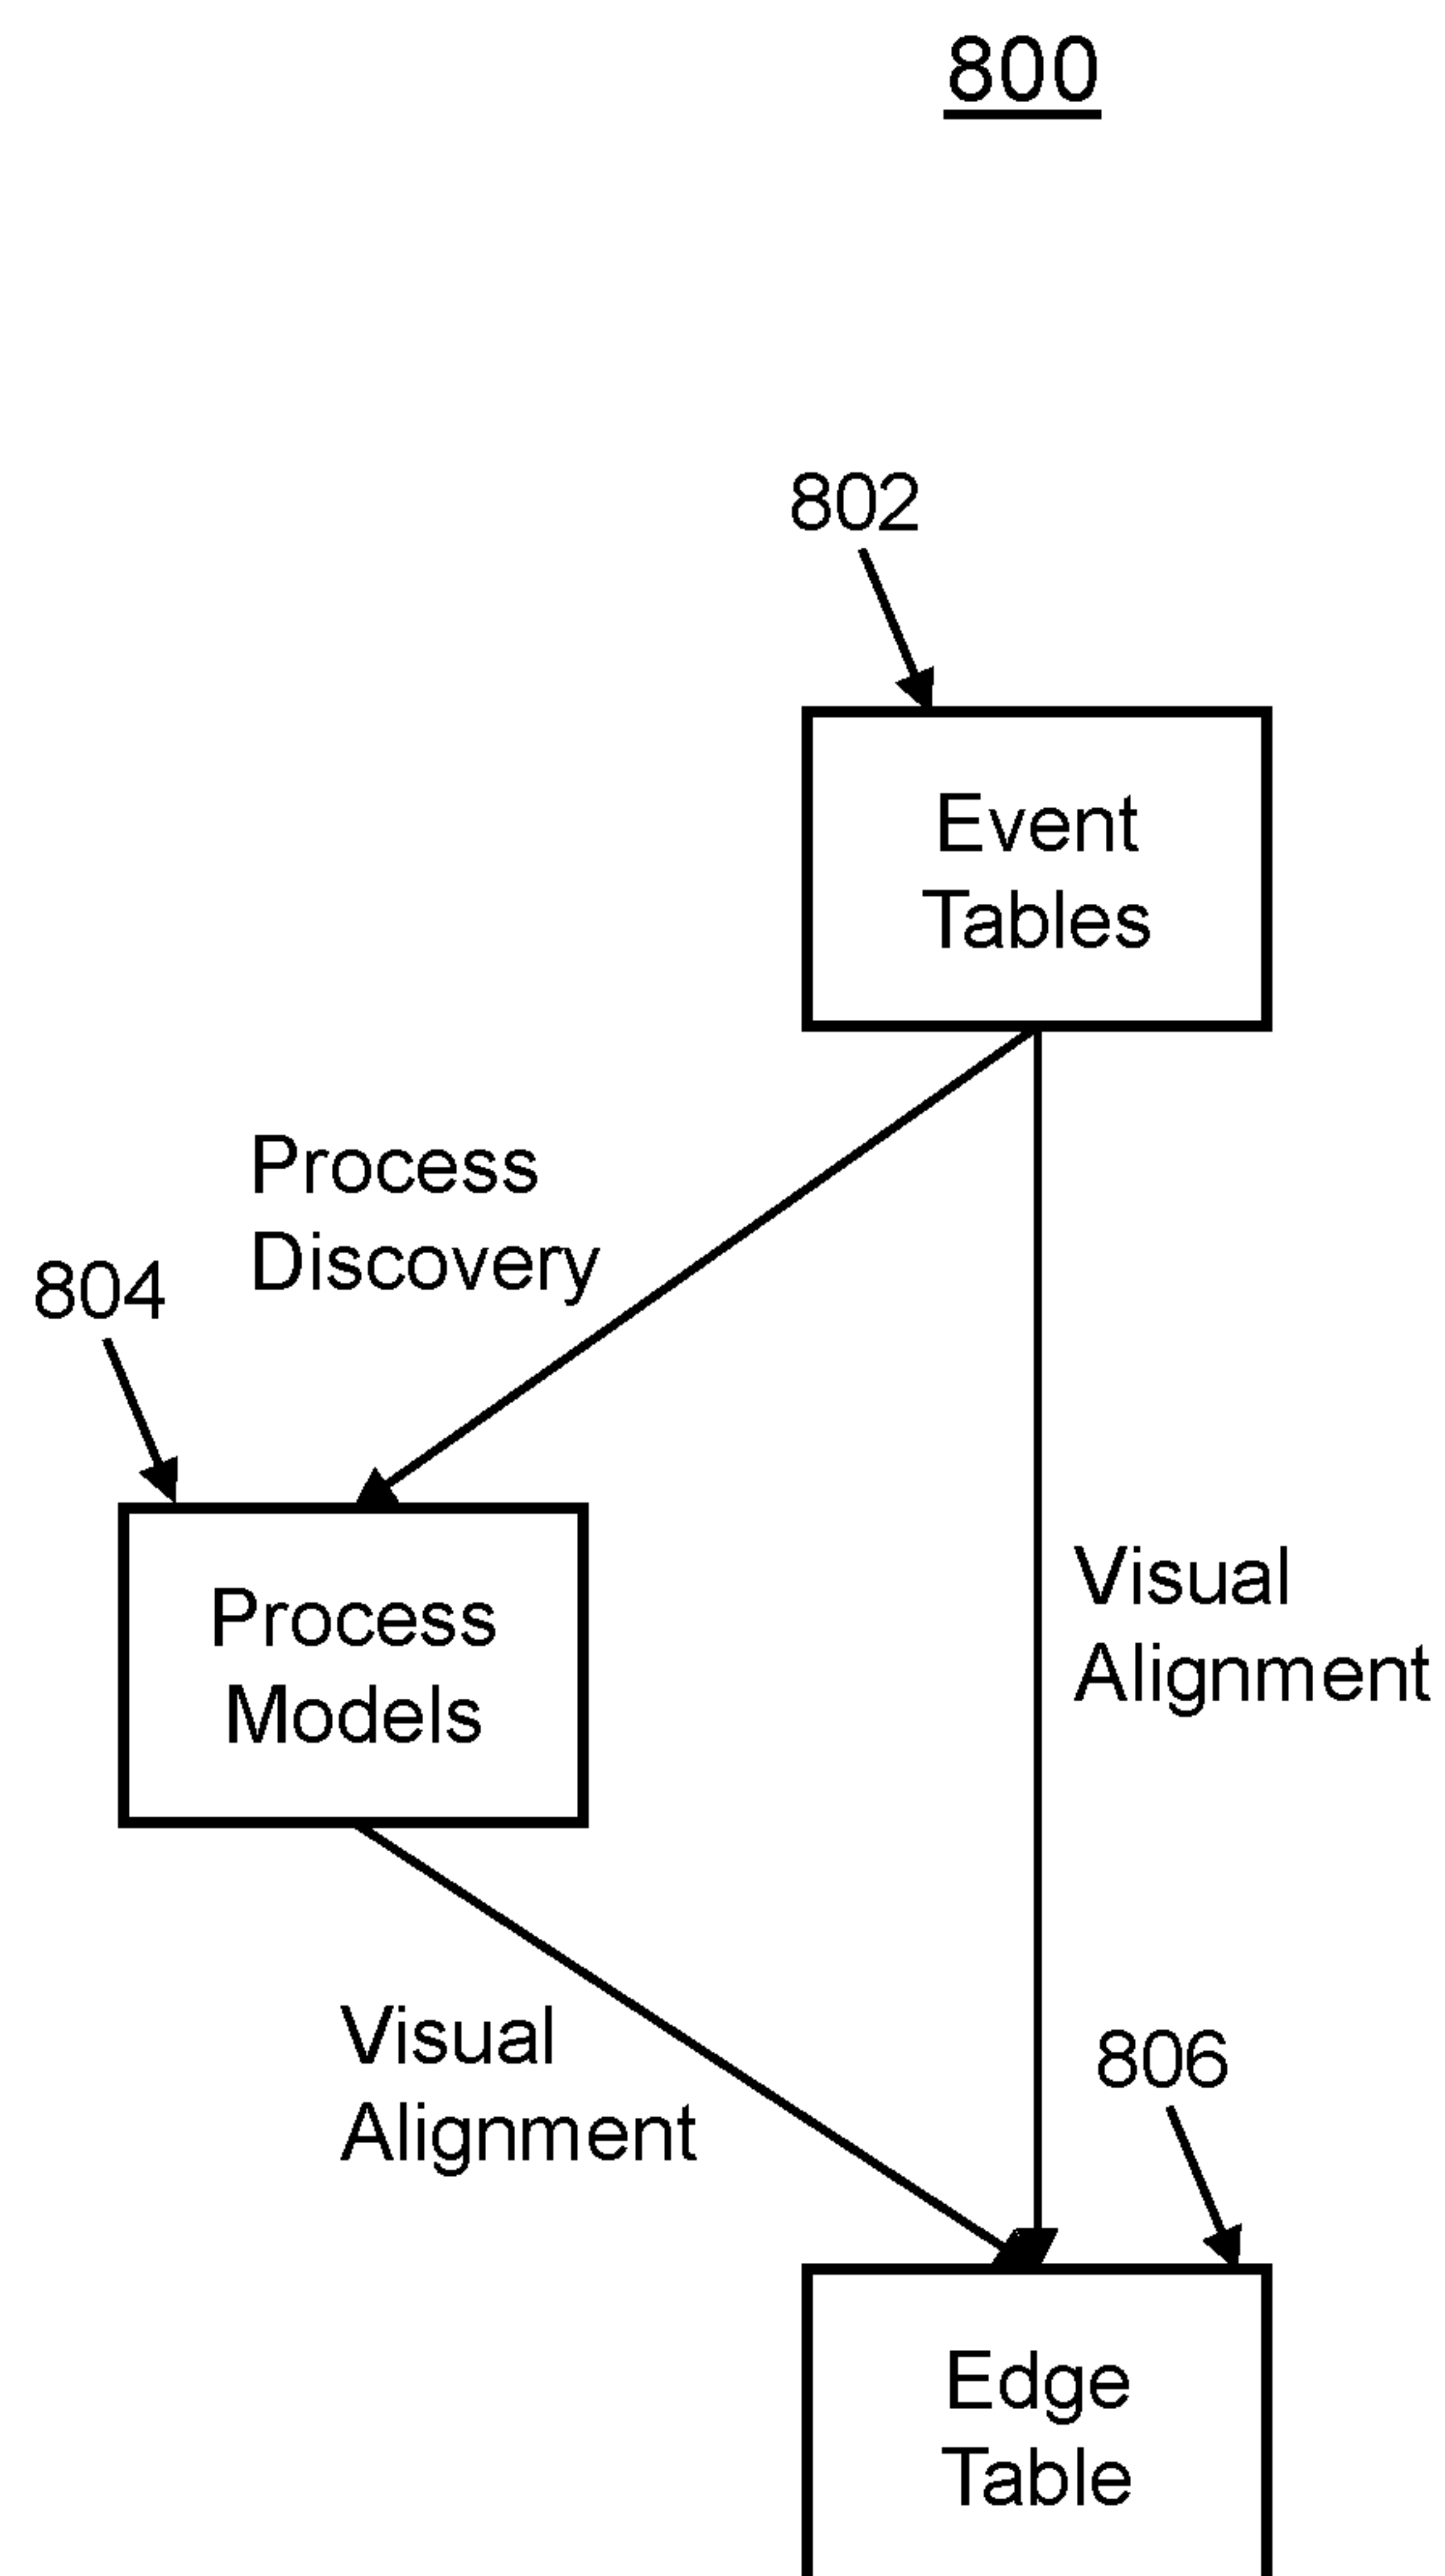 800
802
Event
Tables
Process
Discovery
804
Process
Models
Visual
Alignment
Visual
Alignment
806
Edge
Table